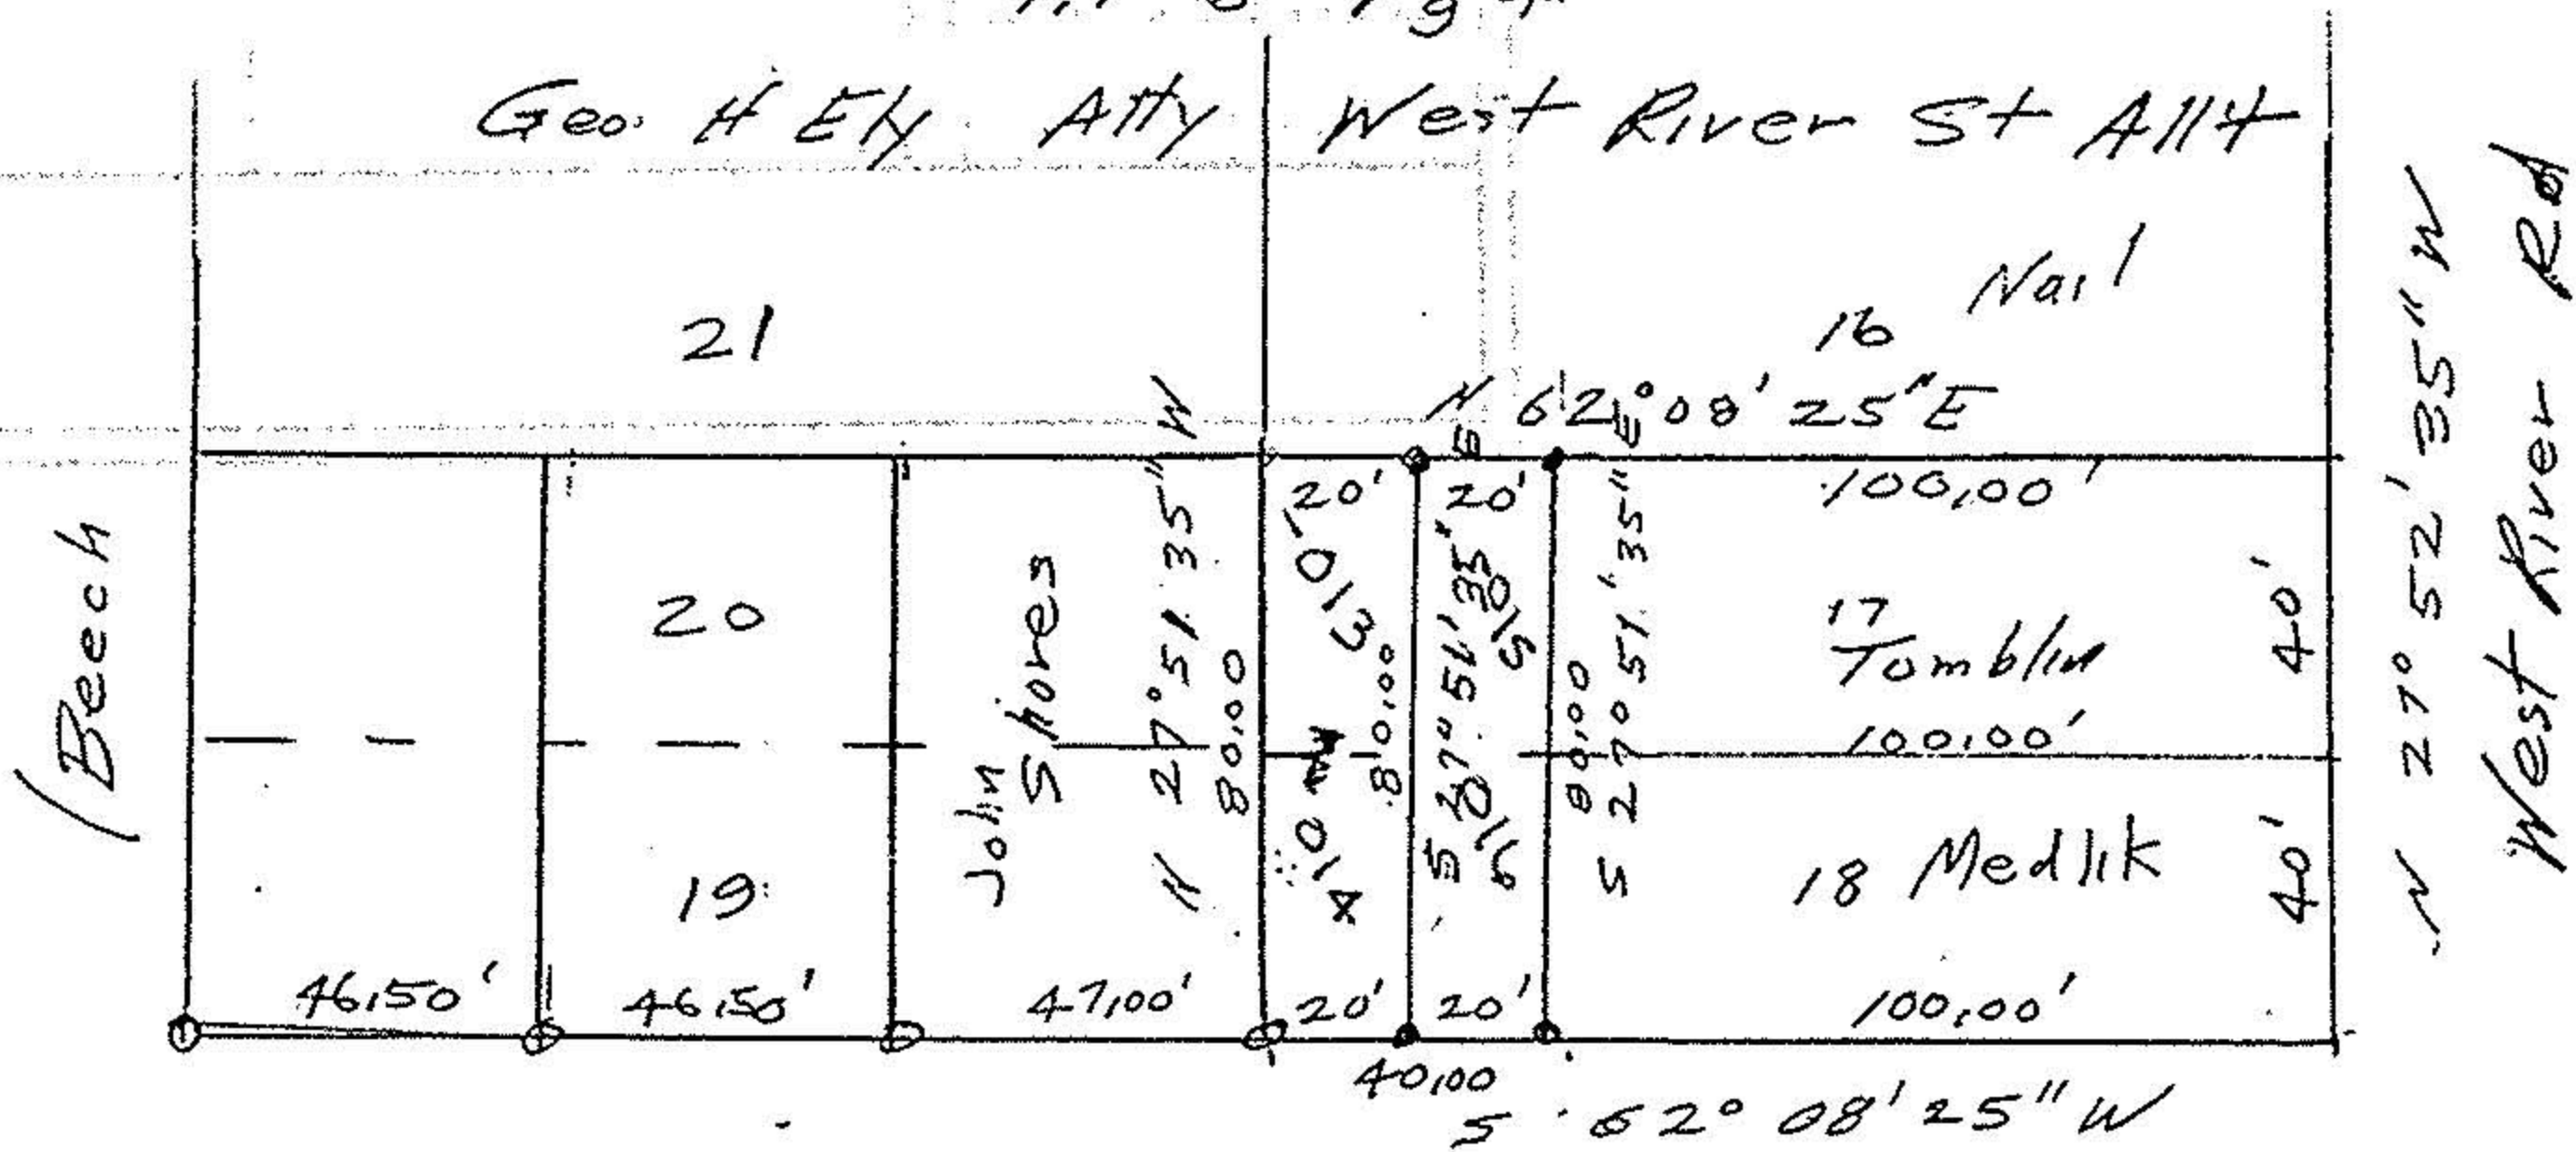 Geo. H Ely Atty West River St Allt
21
16 Nail
N 62° 08' 25" E
20' 20' 100.00'
Beech
20
John Shores
N 27° 51' 35" W
80.00
80.00
S 27° 51' 35" E
80.00
S 27° 51' 35" E
17
Tomblin
40'
100.00'
19
18 Medlik
40'
46.50' 46.50' 47.00' 20' 20' 100.00'
40.00
S 62° 08' 25" W
N 27° 52' 35" W
West River Rd